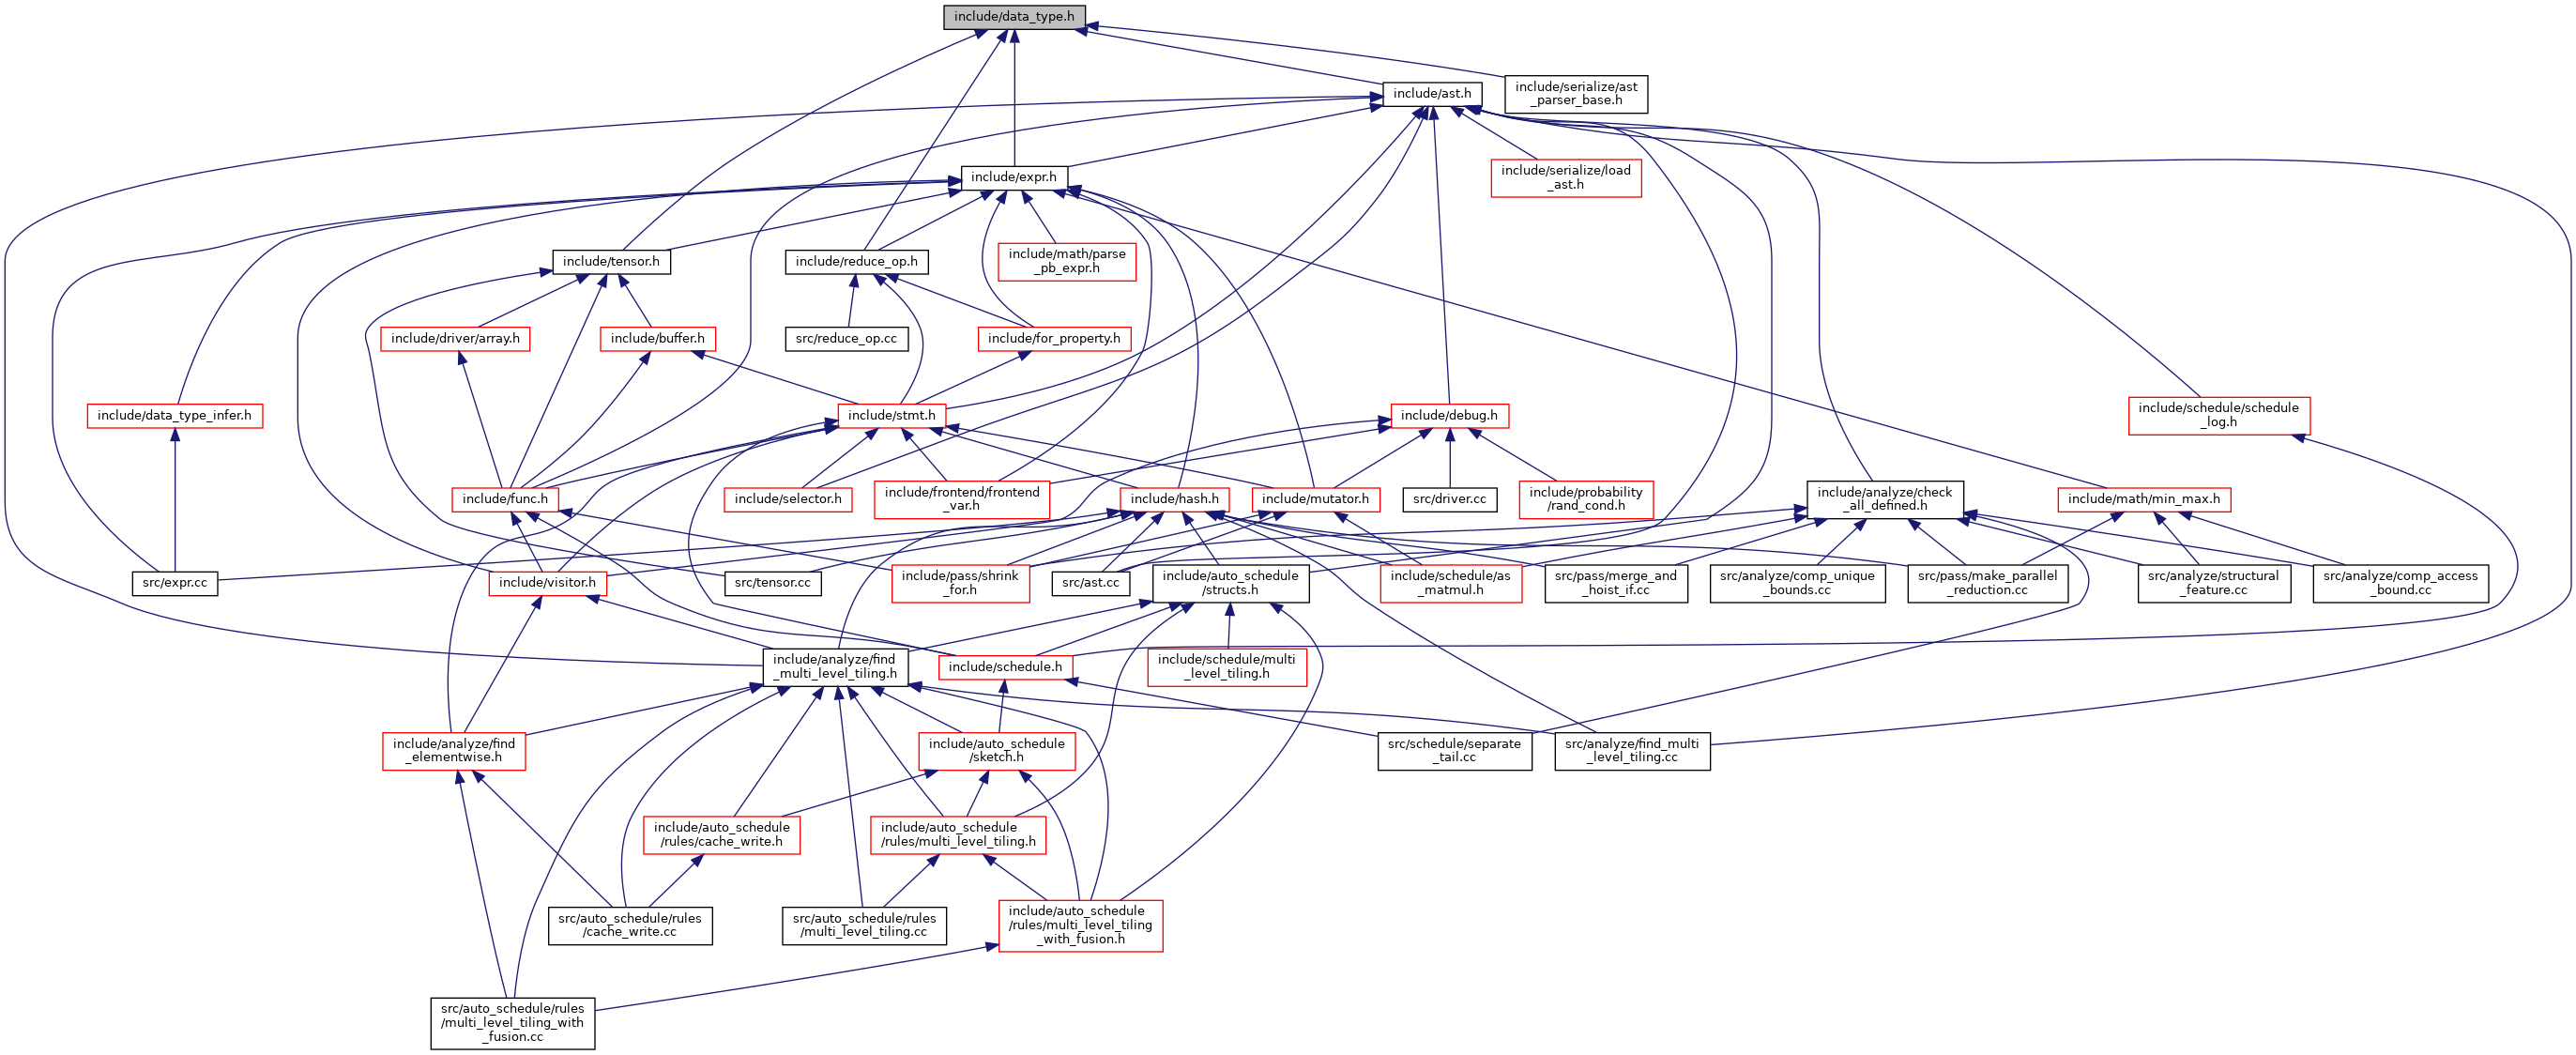 include/data_type.h
include/ast.h
include/serialize/ast
_parser_base.h
include/expr.h
include/serialize/load
_ast.h
include/tensor.h
include/reduce_op.h
include/math/parse
_pb_expr.h
include/driver/array.h
include/buffer.h
src/reduce_op.cc
include/for_property.h
include/data_type_infer.h
include/stmt.h
include/debug.h
include/schedule/schedule
_log.h
include/func.h
include/selector.h
include/frontend/frontend
_var.h
include/hash.h
include/mutator.h
src/driver.cc
include/probability
/rand_cond.h
include/analyze/check
_all_defined.h
include/math/min_max.h
src/expr.cc
include/visitor.h
src/tensor.cc
include/pass/shrink
_for.h
src/ast.cc
include/auto_schedule
/structs.h
include/schedule/as
_matmul.h
src/pass/merge_and
_hoist_if.cc
src/analyze/comp_unique
_bounds.cc
src/pass/make_parallel
_reduction.cc
src/analyze/structural
_feature.cc
src/analyze/comp_access
_bound.cc
include/analyze/find
_multi_level_tiling.h
include/schedule.h
include/schedule/multi
_level_tiling.h
include/analyze/find
_elementwise.h
include/auto_schedule
/sketch.h
src/schedule/separate
_tail.cc
src/analyze/find_multi
_level_tiling.cc
include/auto_schedule
/rules/cache_write.h
include/auto_schedule
/rules/multi_level_tiling.h
src/auto_schedule/rules
/cache_write.cc
src/auto_schedule/rules
/multi_level_tiling.cc
include/auto_schedule
/rules/multi_level_tiling
_with_fusion.h
src/auto_schedule/rules
/multi_level_tiling_with
_fusion.cc